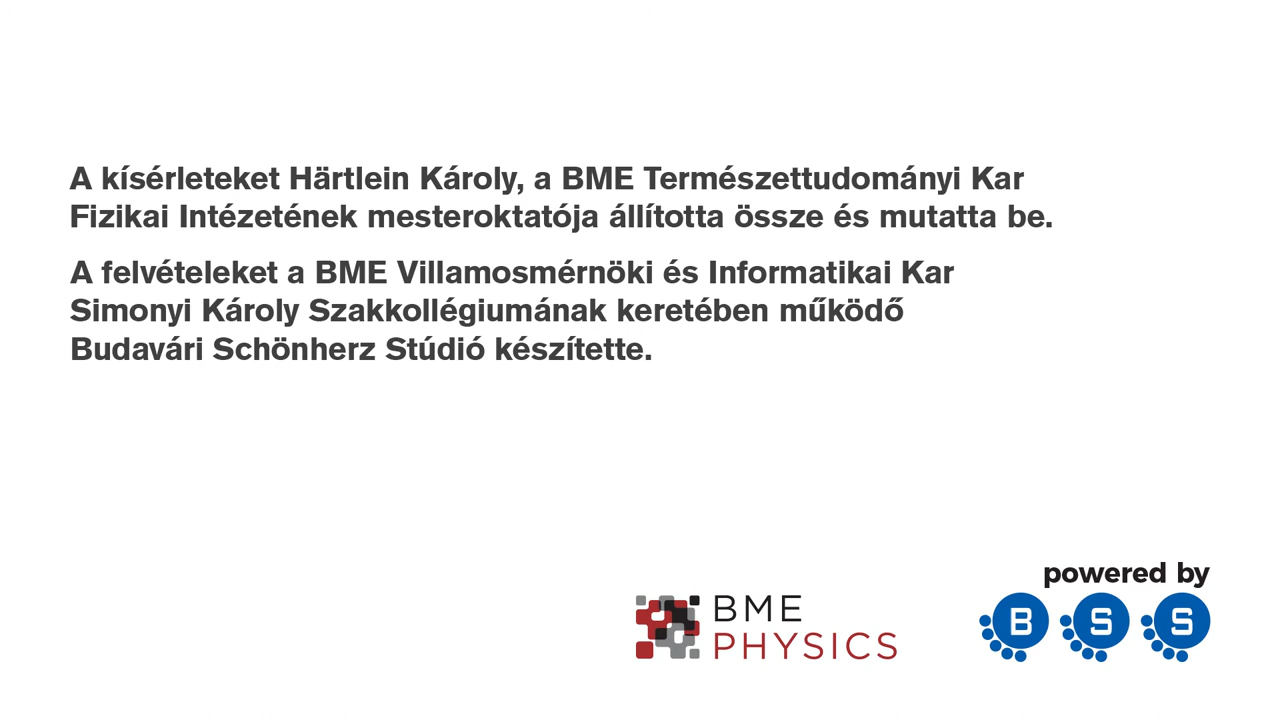 A kísérleteket Härtlein Károly, a BME Természettudományi Kar
Fizikai Intézetének mesteroktatója állította össze és mutatta be.
A felvételeket a BME Villamosmérnöki és Informatikai Kar
Simonyi Károly Szakkollégiumának keretében működő
Budavári Schönherz Stúdió készítette.
powered by
BME
PHYSICS
B S S